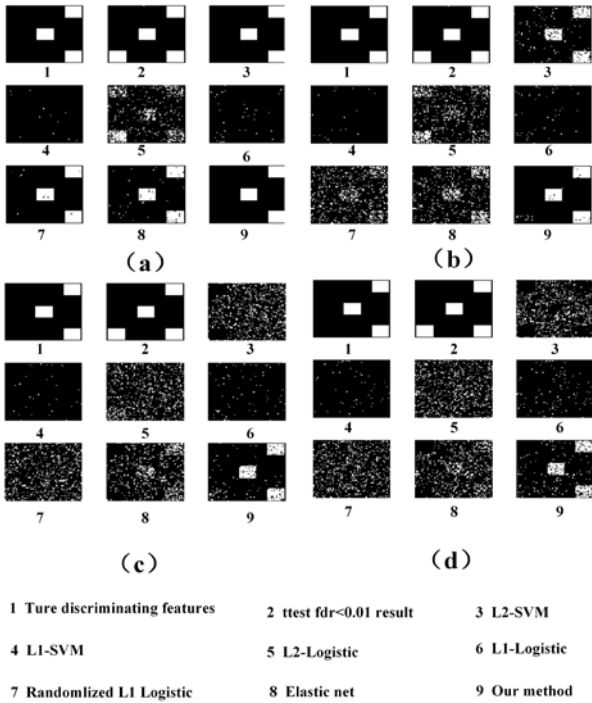 1 2 3 1 2 3
4 5 6 4 5 6
7 8 9 7 8 9
(a) (b)
1 2 3 1 2 3
4 5 6 4 5 6
7 8 9 7 8 9
(c) (d)
1 Ture discriminating features 2 ttest fdr<0.01 result 3 L2-SVM
4 L1-SVM 5 L2-Logistic 6 L1-Logistic
7 Randomlized L1 Logistic 8 Elastic net 9 Our method